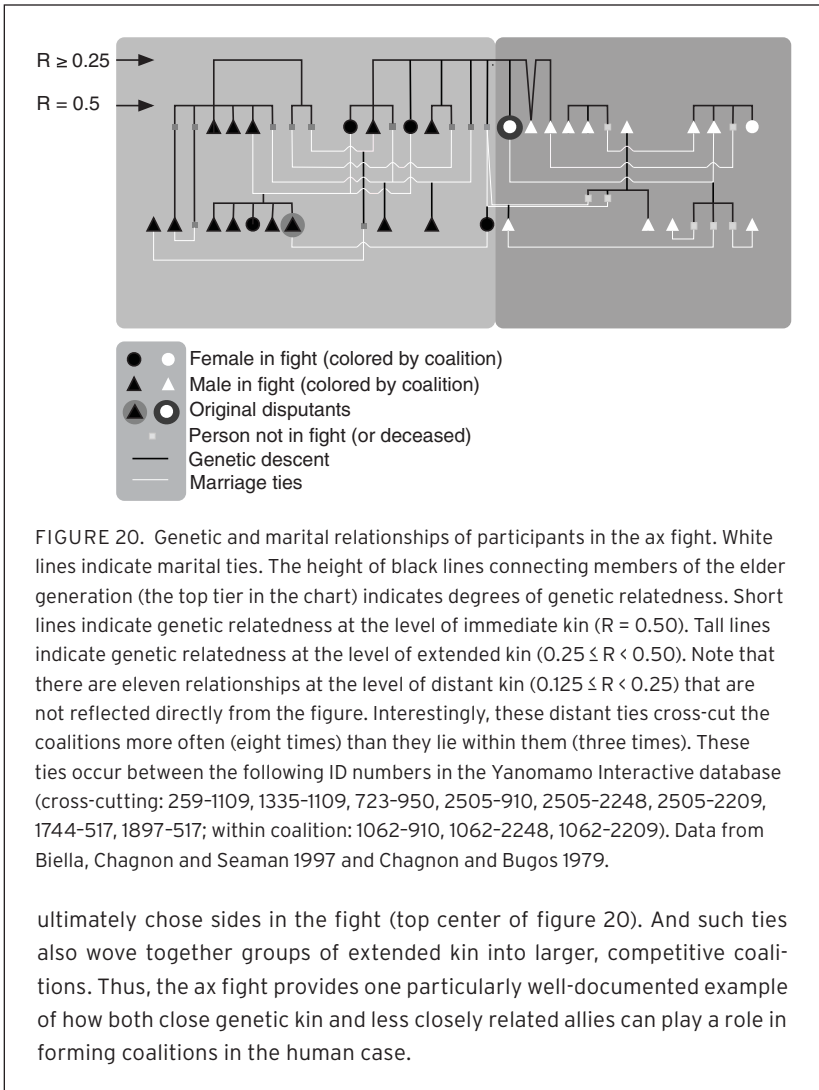 R ≥ 0.25
R = 0.5
Female in fight (colored by coalition)
Male in fight (colored by coalition)
Original disputants
Person not in fight (or deceased)
Genetic descent
Marriage ties
FIGURE 20. Genetic and marital relationships of participants in the ax fight. White
lines indicate marital ties. The height of black lines connecting members of the elder
generation (the top tier in the chart) indicates degrees of genetic relatedness. Short
lines indicate genetic relatedness at the level of immediate kin (R = 0.50). Tall lines
indicate genetic relatedness at the level of extended kin (0.25 ≤ R < 0.50). Note that
there are eleven relationships at the level of distant kin (0.125 ≤ R < 0.25) that are
not reflected directly from the figure. Interestingly, these distant ties cross-cut the
coalitions more often (eight times) than they lie within them (three times). These
ties occur between the following ID numbers in the Yanomamo Interactive database
(cross-cutting: 259-1109, 1335-1109, 723-950, 2505-910, 2505-2248, 2505-2209,
1744-517, 1897-517; within coalition: 1062-910, 1062-2248, 1062-2209). Data from
Biella, Chagnon and Seaman 1997 and Chagnon and Bugos 1979.
ultimately chose sides in the fight (top center of figure 20). And such ties
also wove together groups of extended kin into larger, competitive coali-
tions. Thus, the ax fight provides one particularly well-documented example
of how both close genetic kin and less closely related allies can play a role in
forming coalitions in the human case.